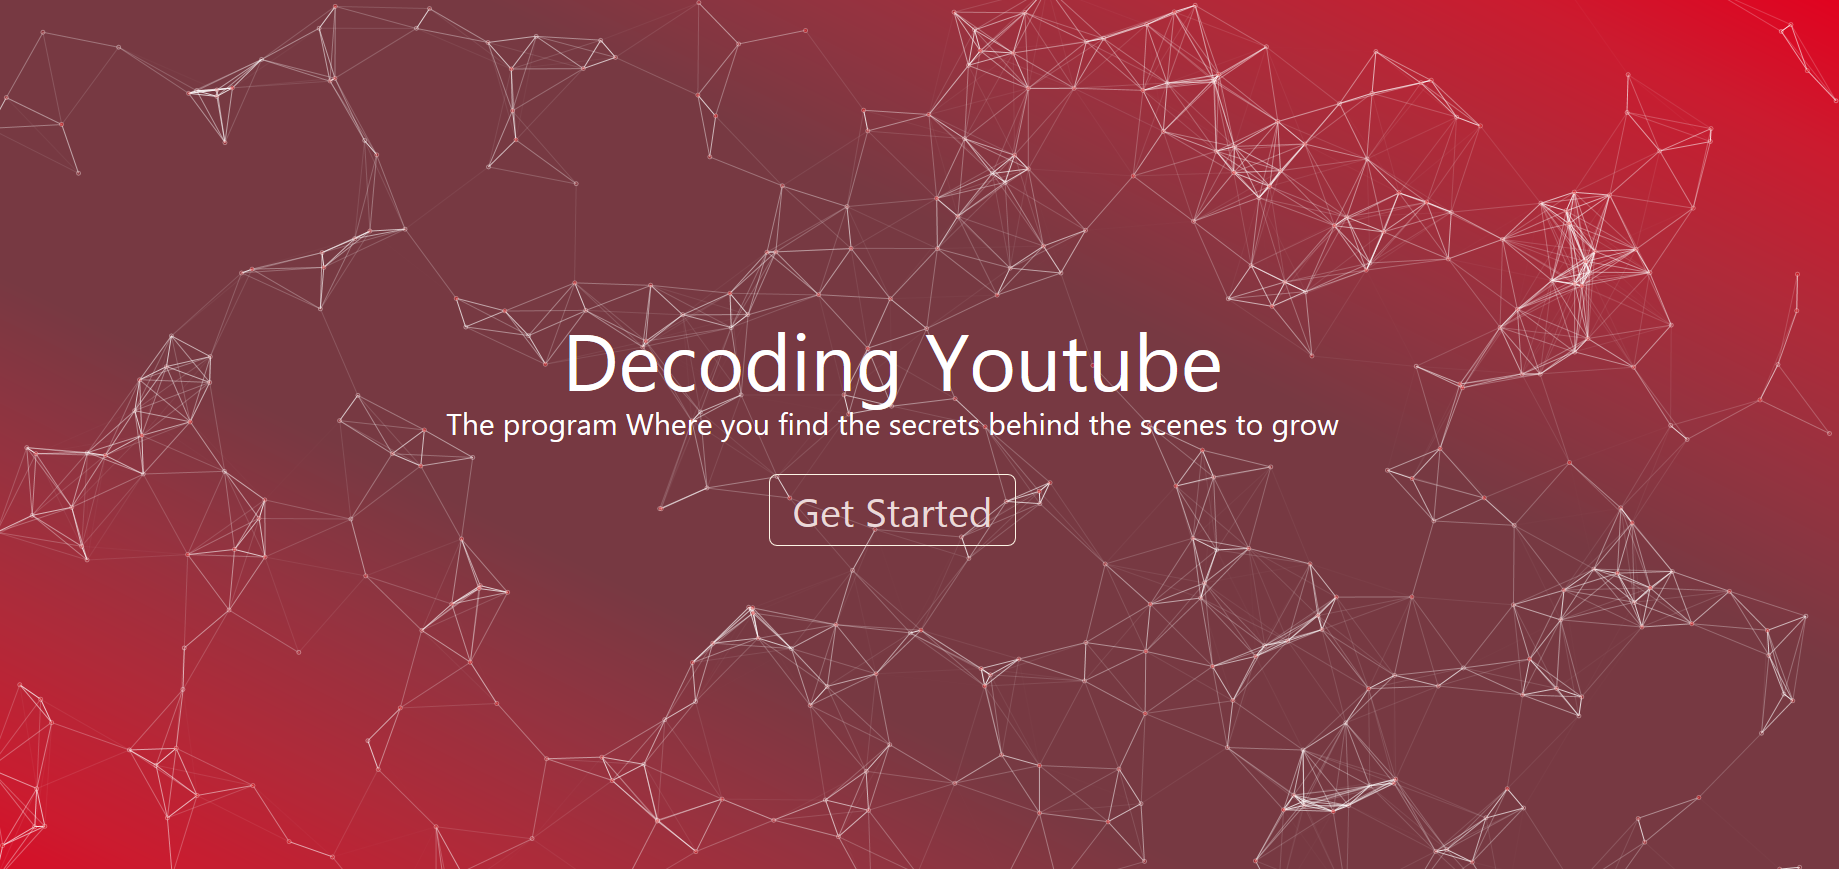 Decoding Youtube
The program Where you find the secrets behind the scenes to grow
Get Started